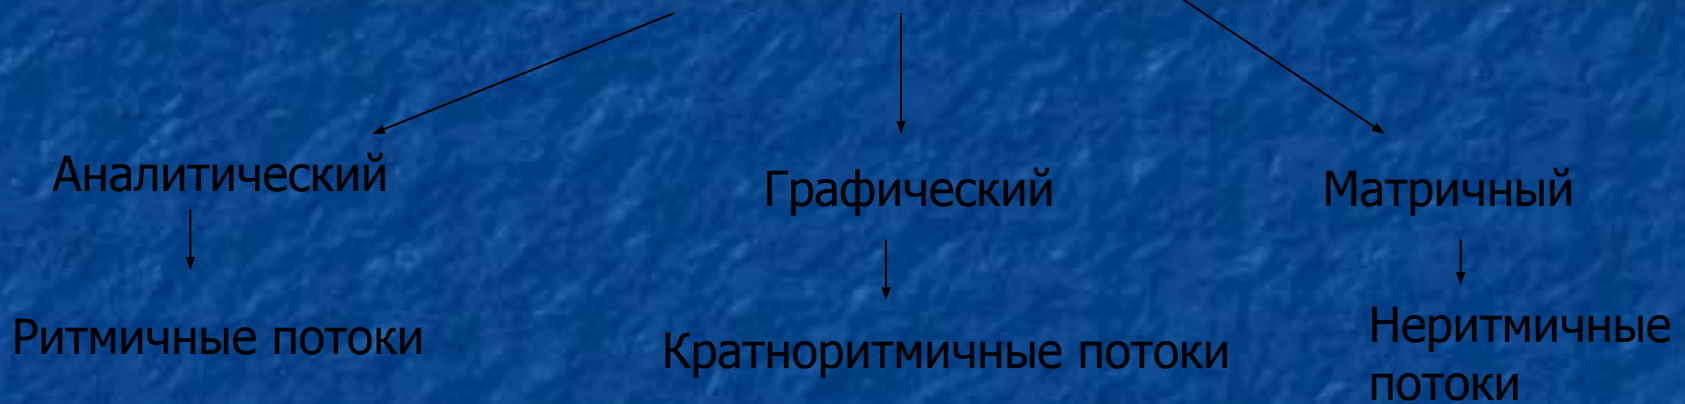 Аналитический
Графический
Матричный
Ритмичные потоки
Кратноритмичные потоки
Неритмичные
потоки